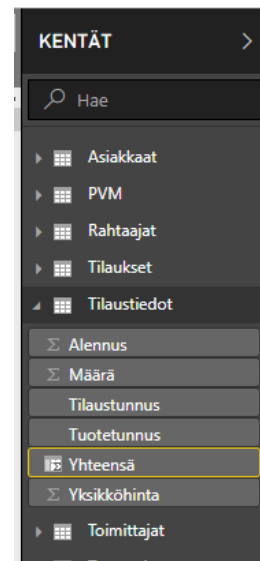 KENTÄT
Hae
Asiakkaat
PVM
Rahtaajat
Tilaukset
Tilaustiedot
Σ Alennus
Σ Määrä
Tilaustunnus
Tuotetunnus
Yhteensä
Σ Yksikköhinta
Toimittajat